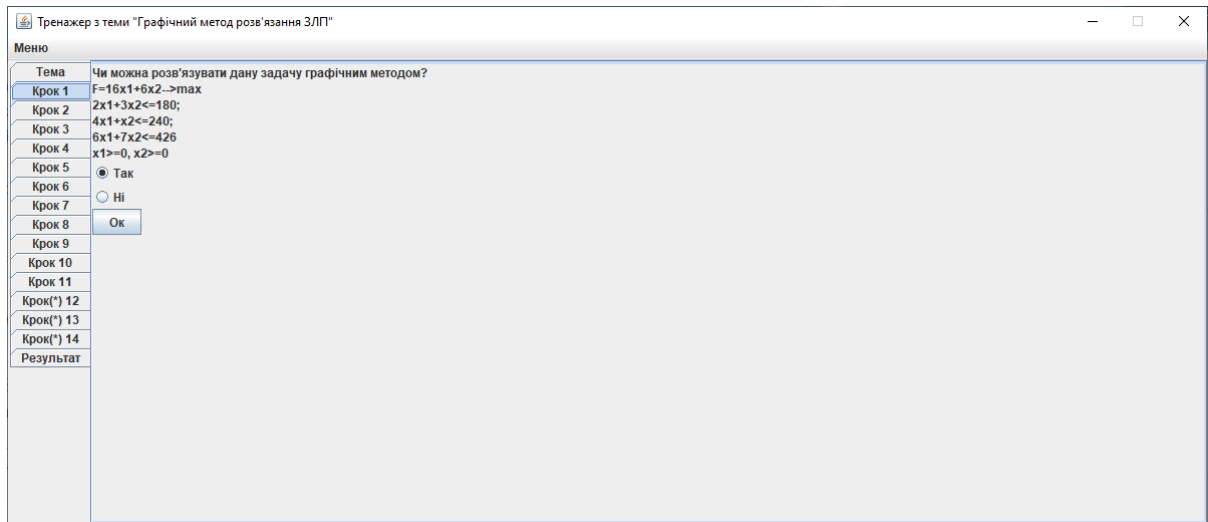 Тренажер з теми "Графічний метод розв'язання ЗЛП"
Меню
Тема
Крок 1
Крок 2
Крок 3
Крок 4
Крок 5
Крок 6
Крок 7
Крок 8
Крок 9
Крок 10
Крок 11
Крок(*) 12
Крок(*) 13
Крок(*) 14
Результат
Чи можна розв'язувати дану задачу графічним методом?
F=16x1+6x2-->max
2x1+3x2<=180;
4x1+x2<=240;
6x1+7x2<=426
x1>=0, x2>=0
Так
Ні
Ок